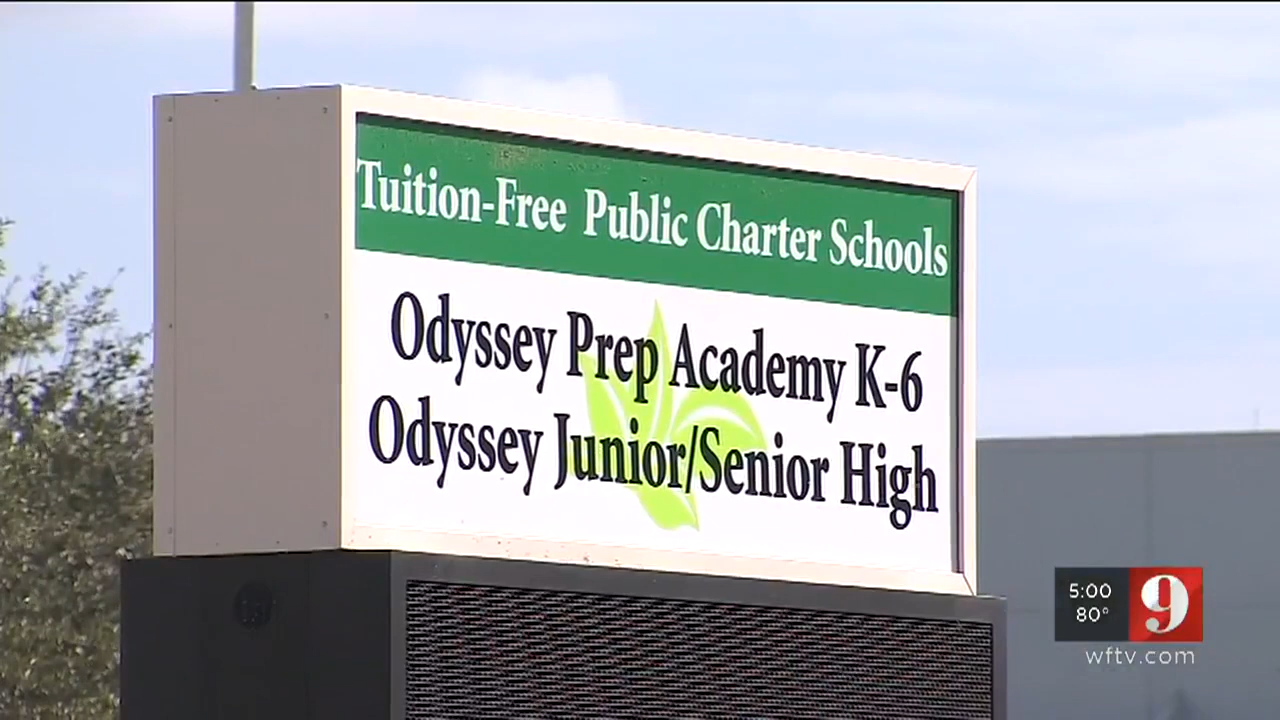 Tuition-Free Public Charter Schools
Odyssey Prep Academy K-6
Odyssey Junior/Senior High
5:00
80°
9
wftv.com